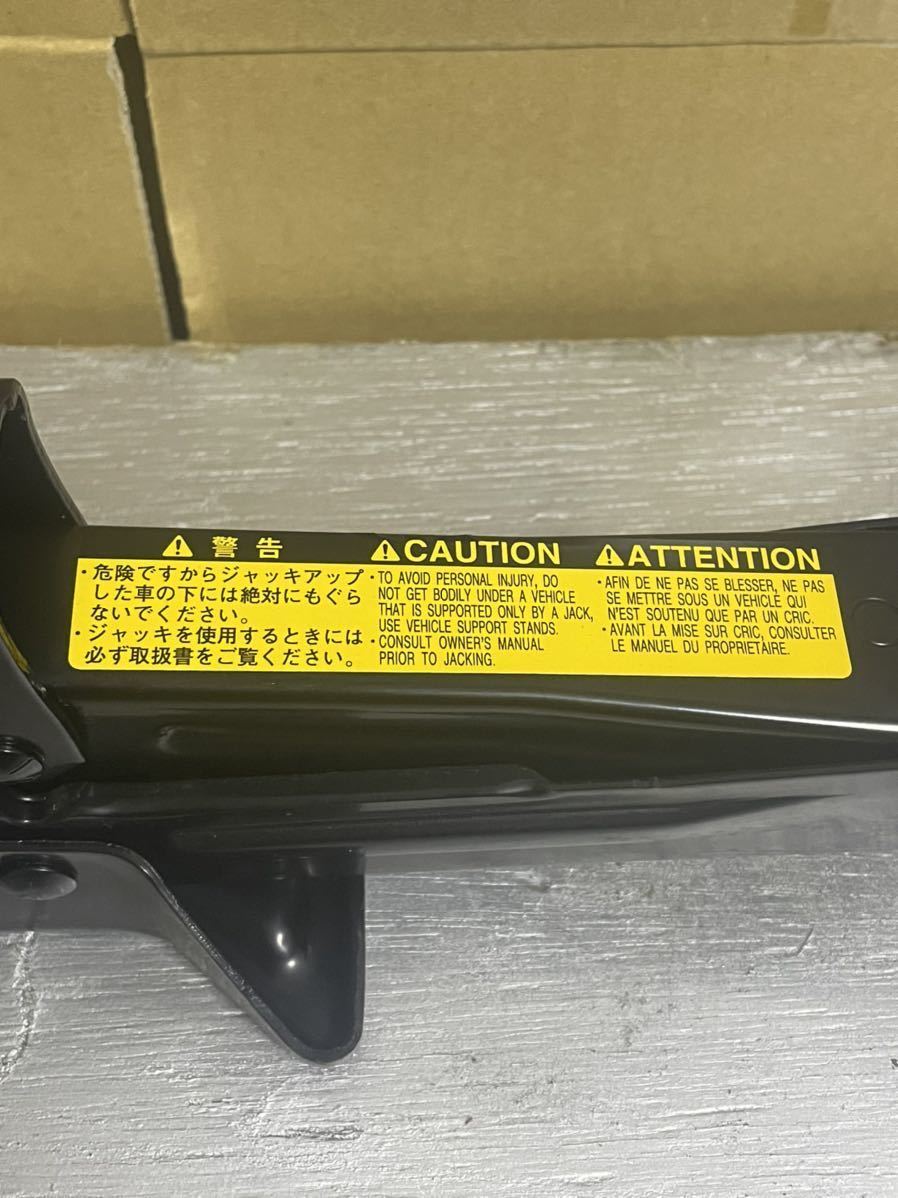 ⚠ 警告
・危険ですからジャッキアップ
した車の下には絶対にもぐら
ないでください。
・ジャッキを使用するときには
必ず取扱書をご覧ください。
⚠CAUTION
・TO AVOID PERSONAL INJURY, DO
NOT GET BODILY UNDER A VEHICLE
THAT IS SUPPORTED ONLY BY A JACK,
USE VEHICLE SUPPORT STANDS.
・CONSULT OWNER'S MANUAL
PRIOR TO JACKING.
⚠ATTENTION
・AFIN DE NE PAS SE BLESSER, NE PAS
SE METTRE SOUS UN VEHICLE QUI
N'EST SOUTENU QUE PAR UN CRIC.
・AVANT LA MISE SUR CRIC, CONSULTER
LE MANUEL DU PROPRIETAIRE.